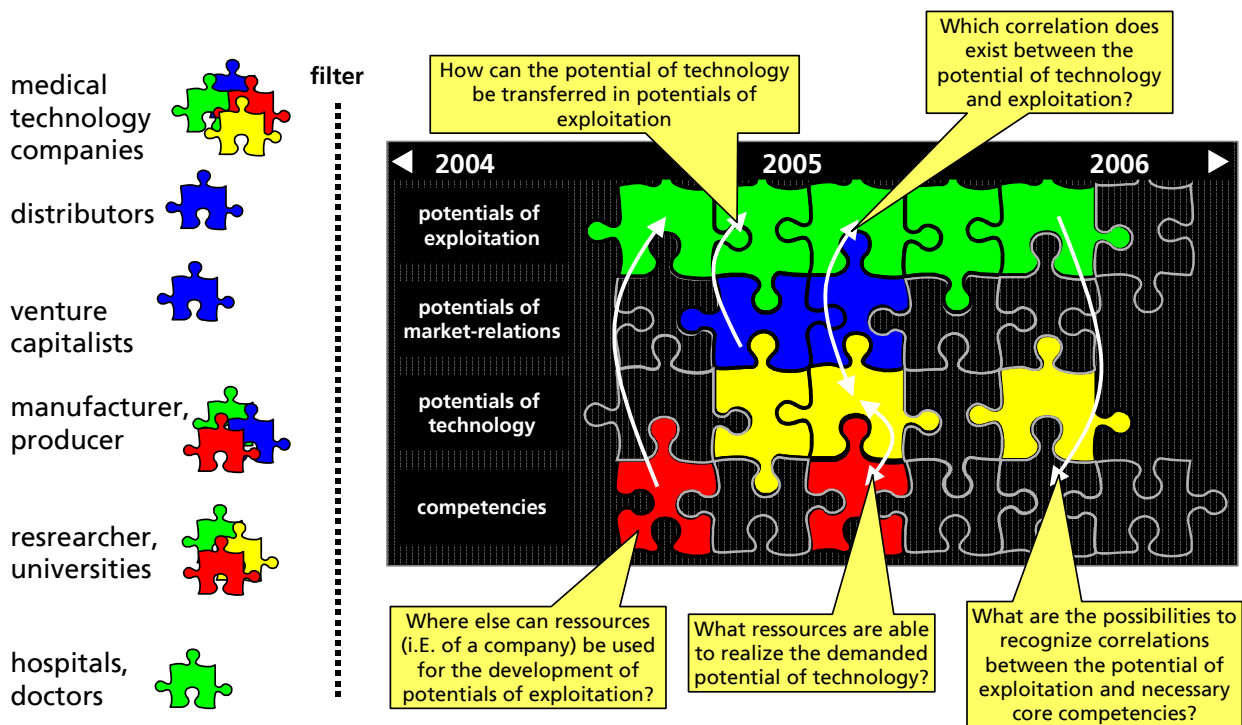 medical
technology
companies
distributors
venture
capitalists
manufacturer,
producer
resrearcher,
universities
hospitals,
doctors
filter
How can the potential of technology
be transferred in potentials of
exploitation
Which correlation does
exist between the
potential of technology
and exploitation?
2004
2005
2006
potentials of
exploitation
potentials of
market-relations
potentials of
technology
competencies
Where else can ressources
(i.E. of a company) be used
for the development of
potentials of exploitation?
What ressources are able
to realize the demanded
potential of technology?
What are the possibilities to
recognize correlations
between the potential of
exploitation and necessary
core competencies?